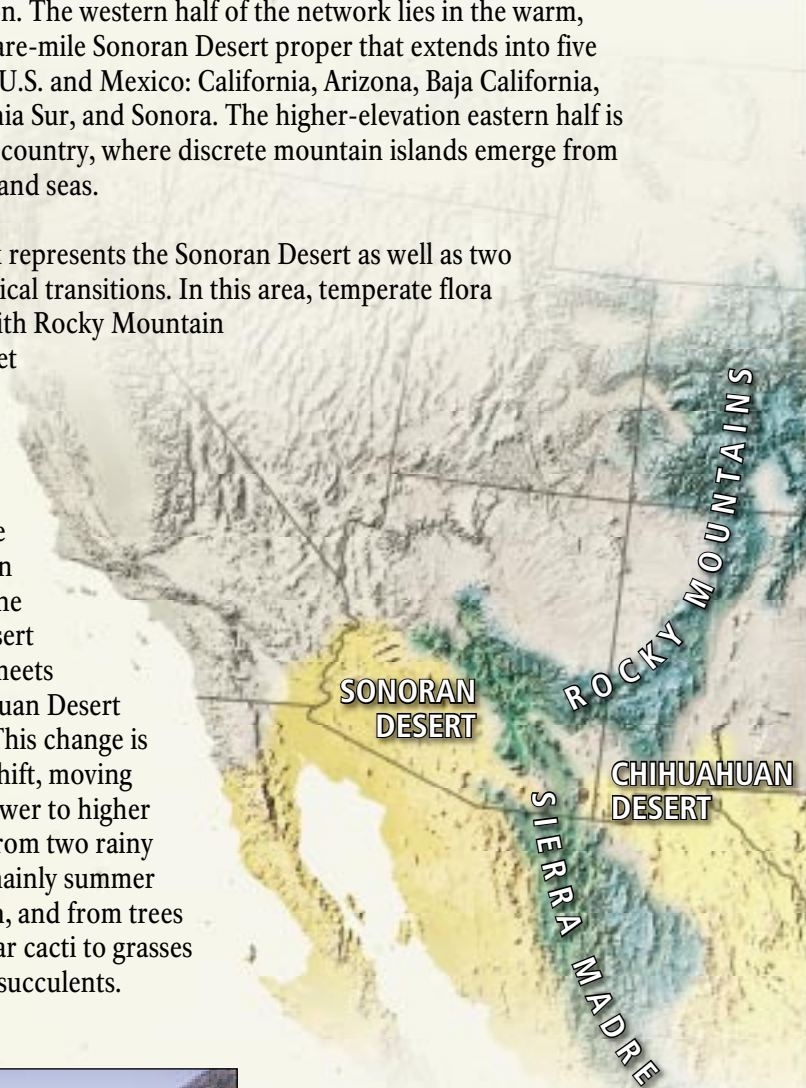 on. The western half of the network lies in the warm,
are-mile Sonoran Desert proper that extends into five
U.S. and Mexico: California, Arizona, Baja California,
nia Sur, and Sonora. The higher-elevation eastern half is
country, where discrete mountain islands emerge from
and seas.
represents the Sonoran Desert as well as two
ical transitions. In this area, temperate flora
ith Rocky Mountain
et
e
n
he
sert
meets
uan Desert
This change is
hift, moving
wer to higher
rom two rainy
mainly summer
n, and from trees
ar cacti to grasses
succulents.
ROCKY MOUNTAINS
SONORAN
DESERT
CHIHUAHUAN
DESERT
SIERRA MADRE